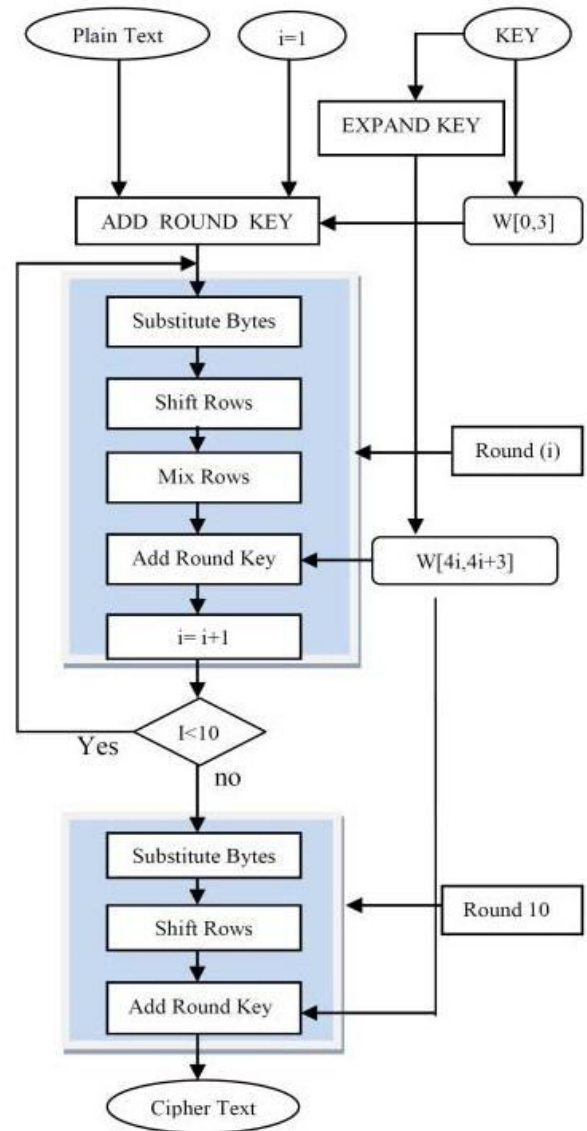 Plain Text
i=1
KEY
EXPAND KEY
ADD ROUND KEY
W[0,3]
Substitute Bytes
Shift Rows
Mix Rows
Round (i)
Add Round Key
W[4i,4i+3]
i= i+1
I<10
Yes
no
Substitute Bytes
Shift Rows
Round 10
Add Round Key
Cipher Text